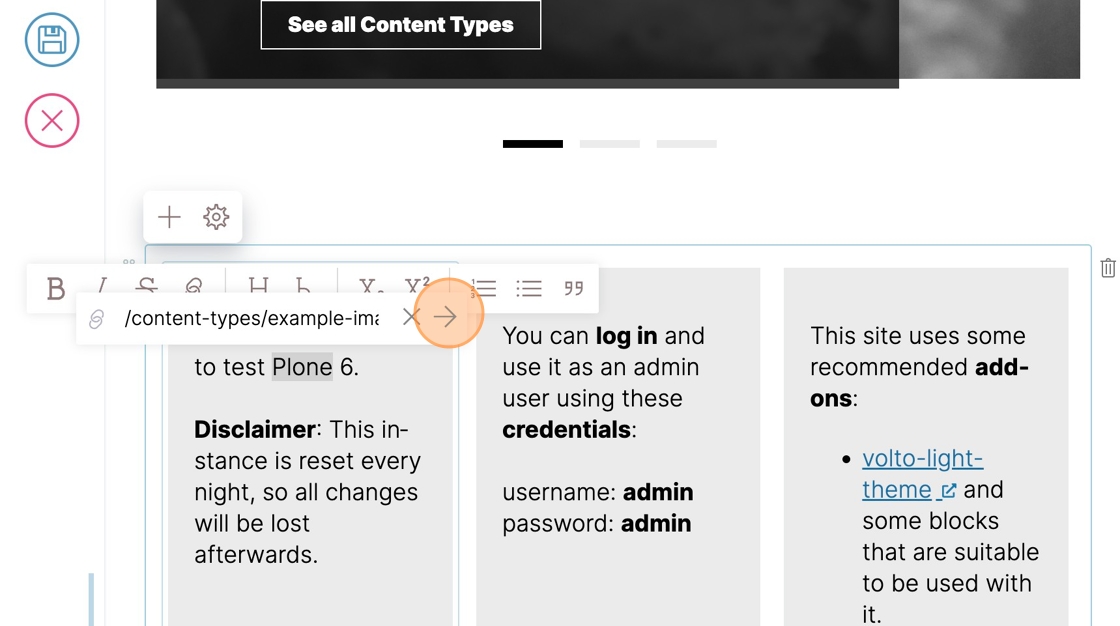 See all Content Types
/content-types/example-ima
to test Plone 6.
Disclaimer: This in-
stance is reset every
night, so all changes
will be lost
afterwards.
You can log in and
use it as an admin
user using these
credentials:
username: admin
password: admin
This site uses some
recommended add-
ons:
volto-light-
theme and
some blocks
that are suitable
to be used with
it.